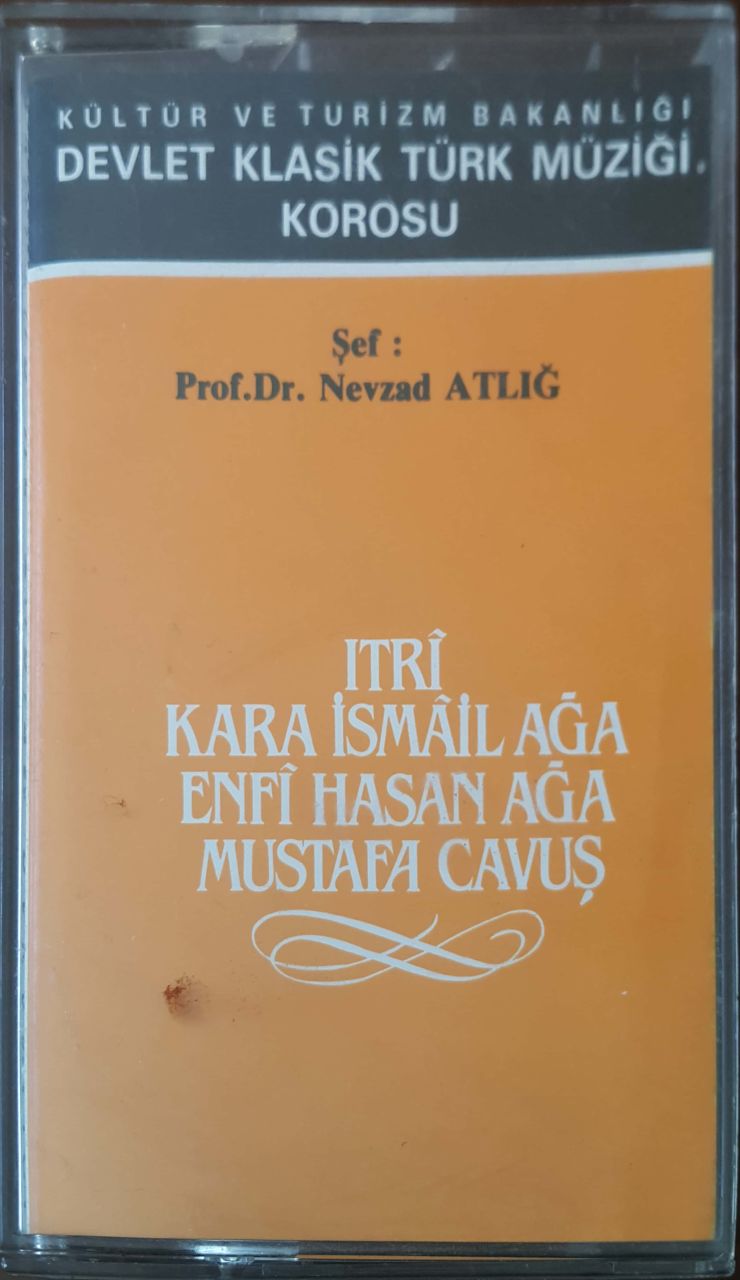 KÜLTÜR VE TURİZM BAKANLIĞI
DEVLET KLASİK TÜRK MÜZİĞİ
KOROSU
Şef :
Prof.Dr. Nevzad ATLIĞ
ITRÎ
KARA İSMÂİL AĞA
ENFÎ HASAN AĞA
MUSTAFA CAVUŞ